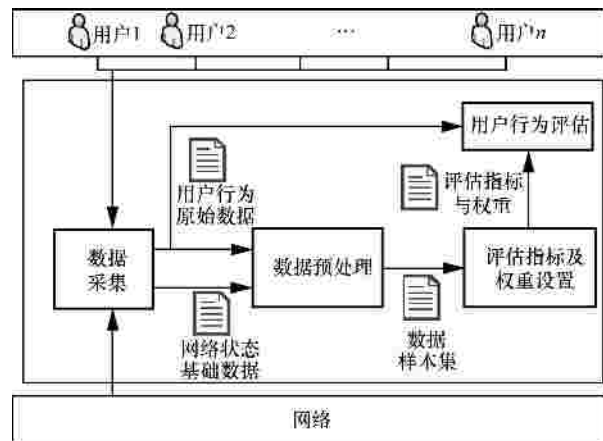 用户1 用户2 … 用户n
用户行为评估
用户行为
原始数据
评估指标
与权重
数据
采集
数据预处理
评估指标及
权重设置
网络状态
基础数据
数据
样本集
网络